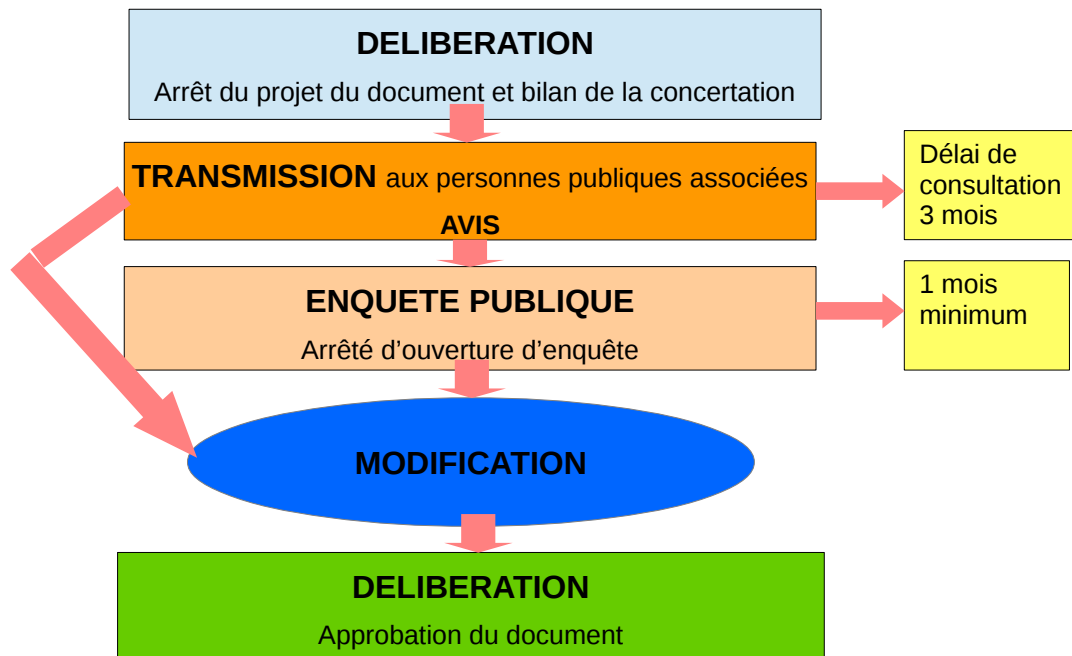 DELIBERATION
Arrêt du projet du document et bilan de la concertation
TRANSMISSION aux personnes publiques associées
AVIS
Délai de
consultation
3 mois
ENQUETE PUBLIQUE
Arrêté d’ouverture d’enquête
1 mois
minimum
MODIFICATION
DELIBERATION
Approbation du document